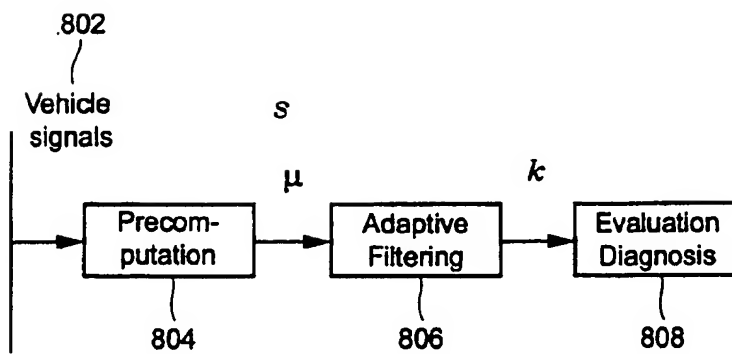 802
Vehicle
signals
s
μ
k
Precom-
putation
Adaptive
Filtering
Evaluation
Diagnosis
804
806
808